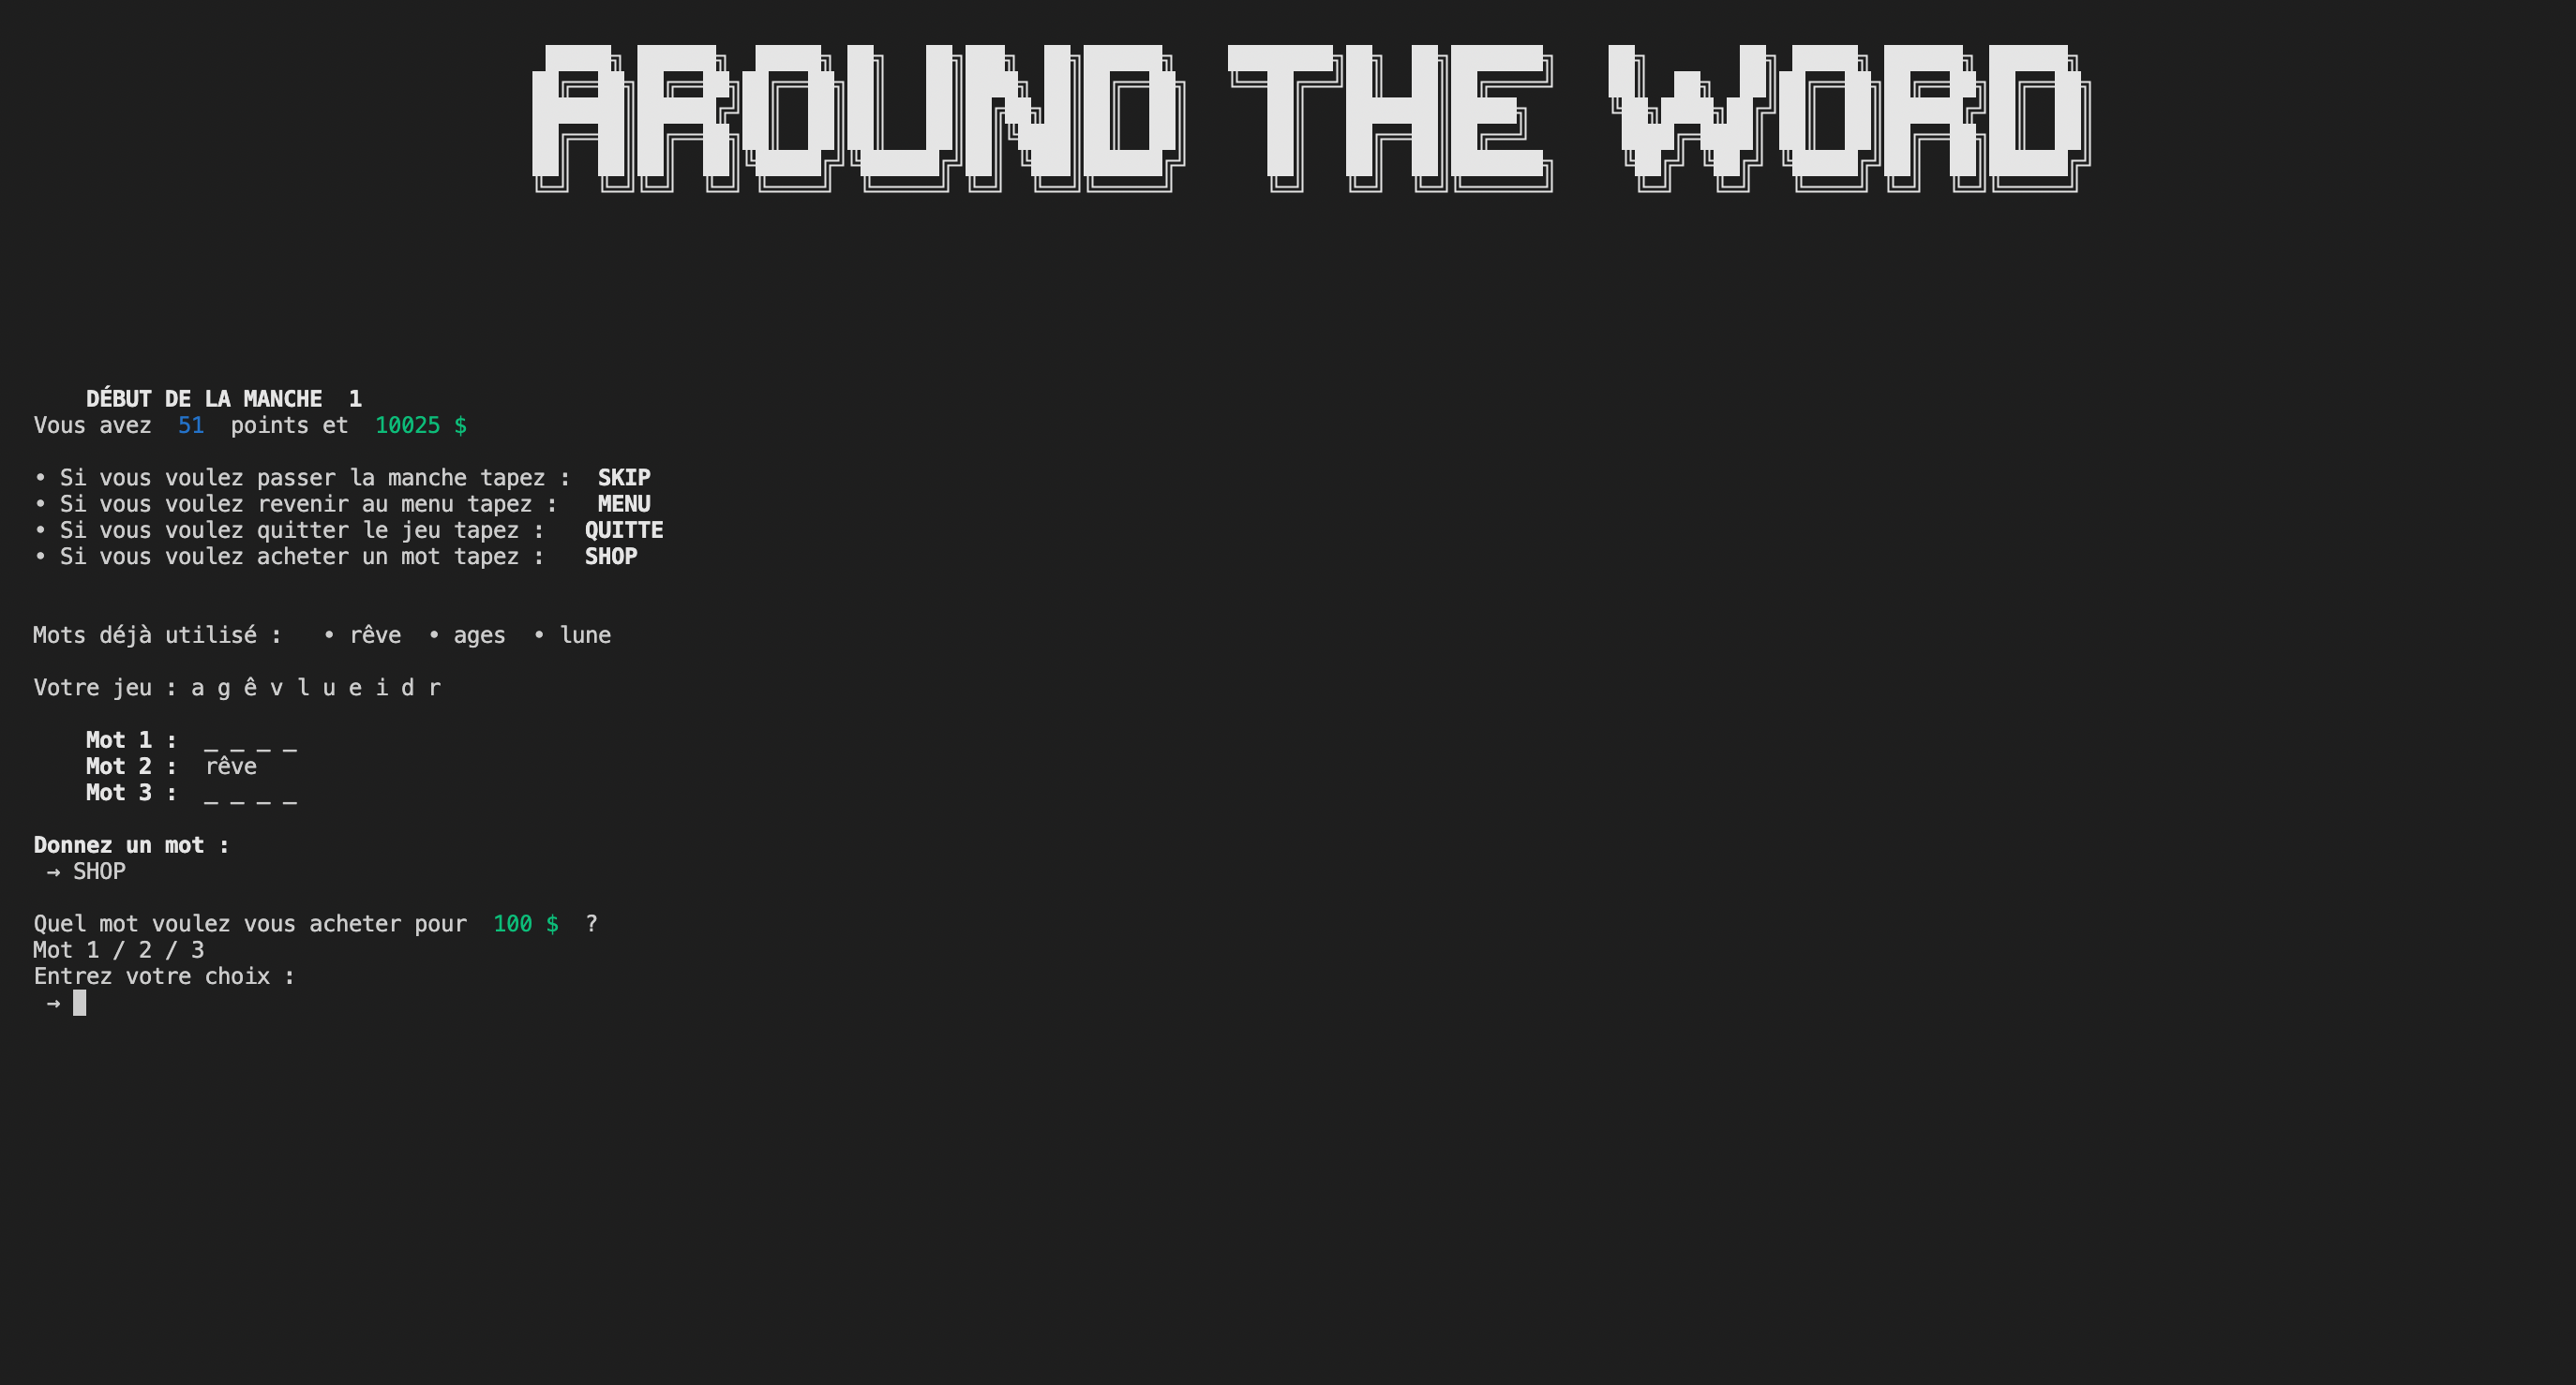 AROUND THE WORD
DÉBUT DE LA MANCHE 1
Vous avez 51 points et 10025 $
• Si vous voulez passer la manche tapez : SKIP
• Si vous voulez revenir au menu tapez : MENU
• Si vous voulez quitter le jeu tapez : QUITTE
• Si vous voulez acheter un mot tapez : SHOP
Mots déjà utilisé : • rêve • ages • lune
Votre jeu : a g ê v l u e i d r
Mot 1 : _ _ _ _
Mot 2 : rêve
Mot 3 : _ _ _ _
Donnez un mot :
→ SHOP
Quel mot voulez vous acheter pour 100 $ ?
Mot 1 / 2 / 3
Entrez votre choix :
→